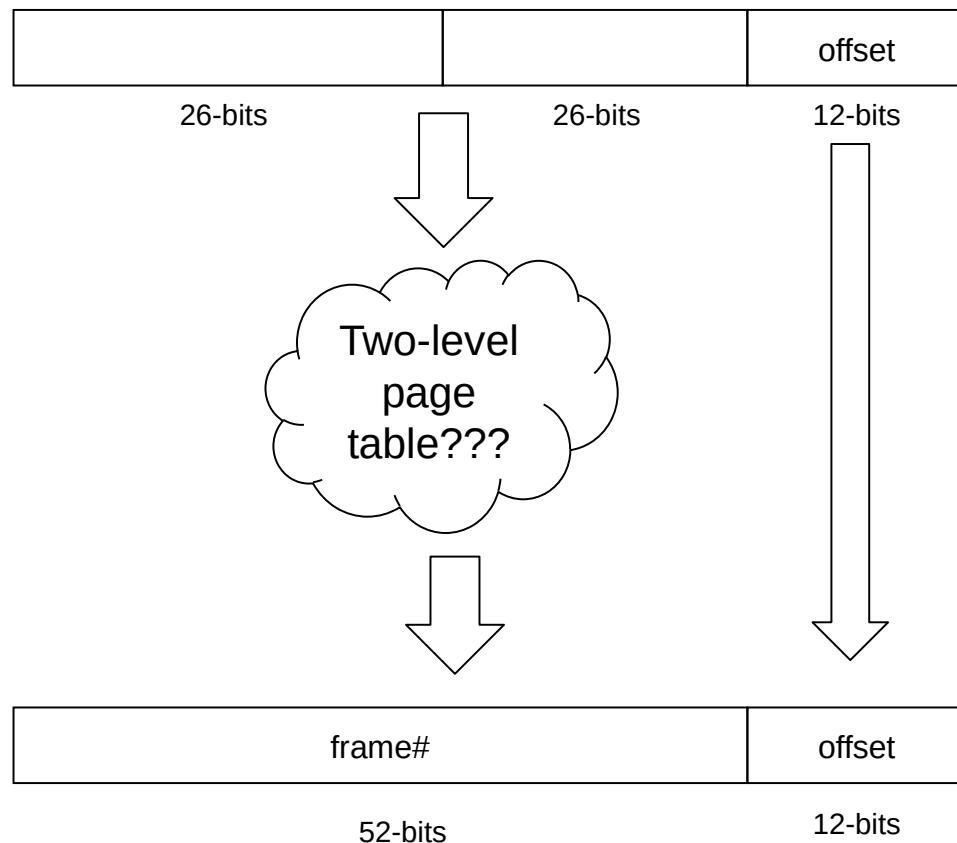 offset
26-bits
26-bits
12-bits
Two-level
page
table???
frame#
offset
52-bits
12-bits